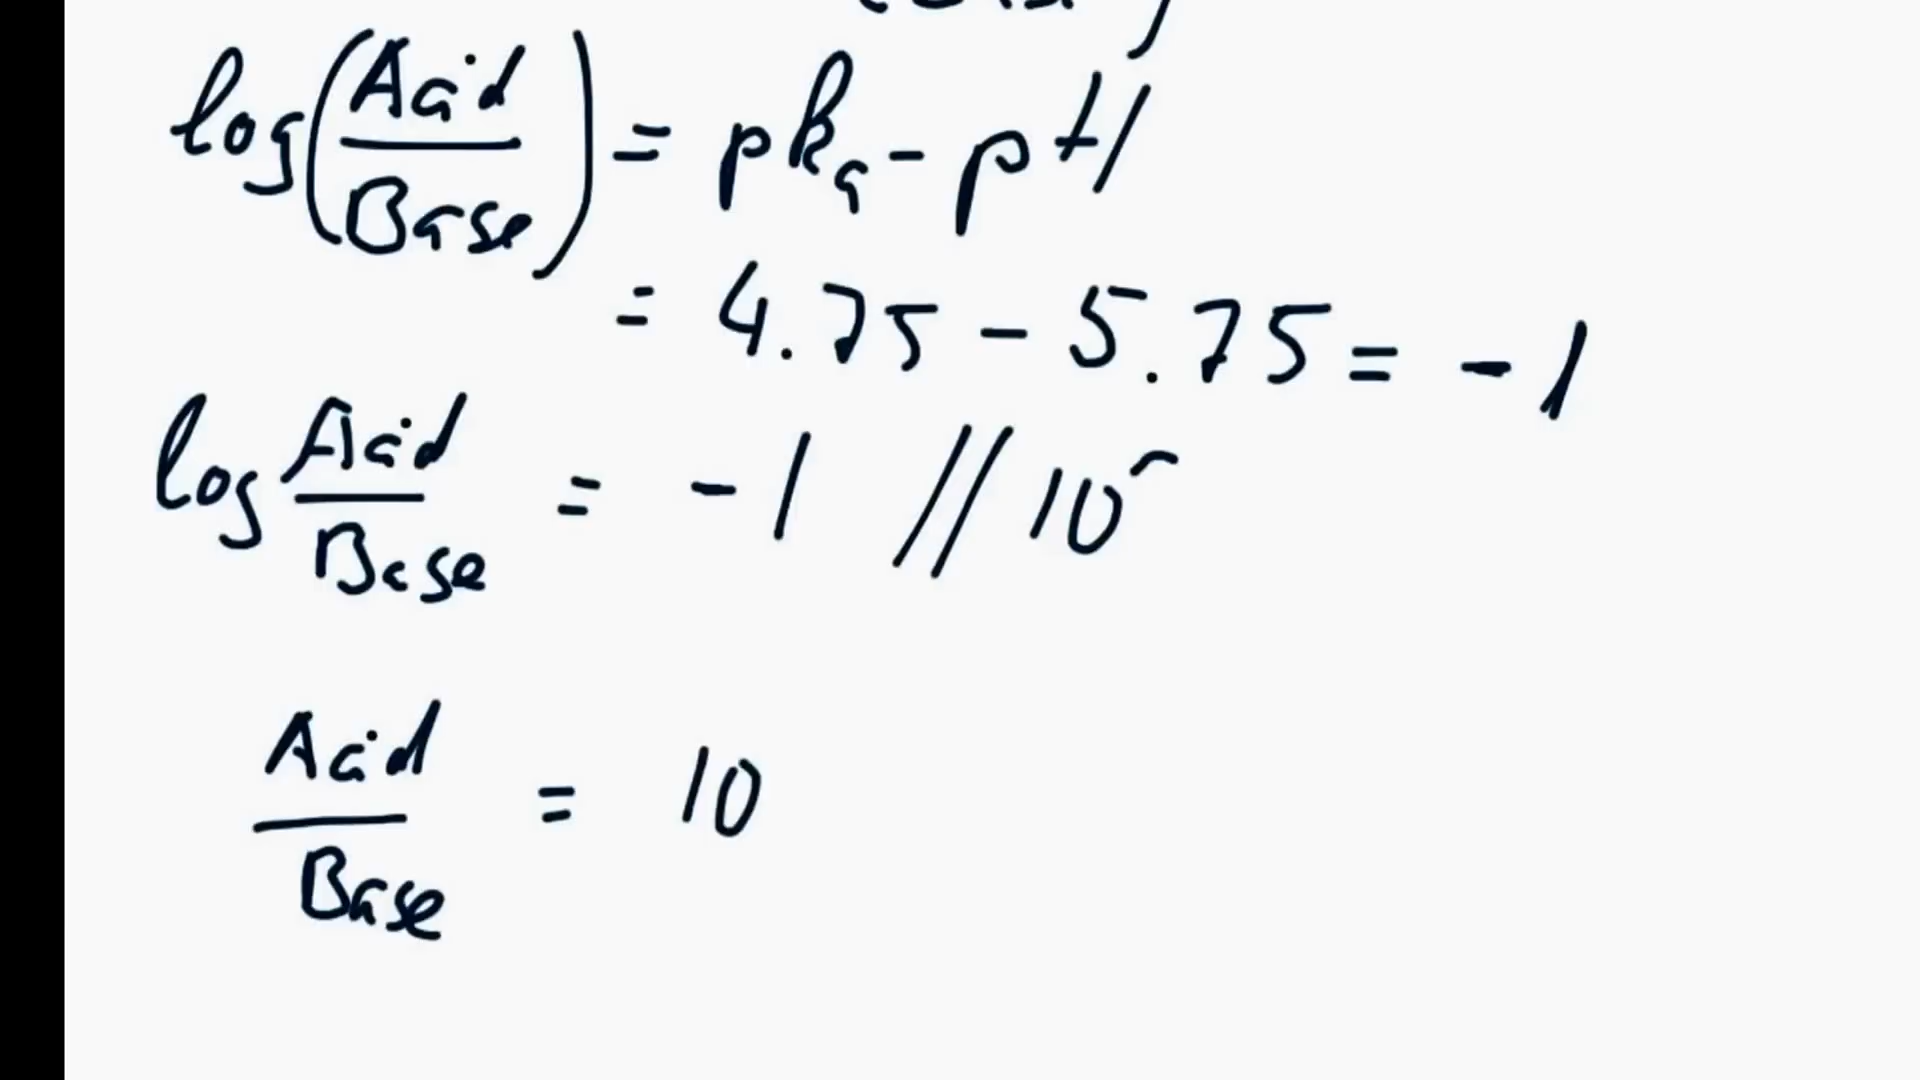 log(Acid/Base) = pka - pH
= 4.75 - 5.75 = -1
log Acid/Base = -1 // 10^
Acid/Base = 10